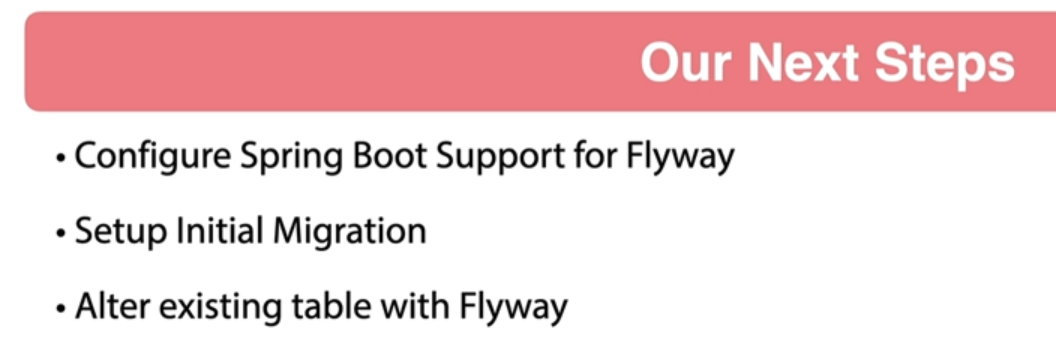 Our Next Steps
• Configure Spring Boot Support for Flyway
• Setup Initial Migration
• Alter existing table with Flyway